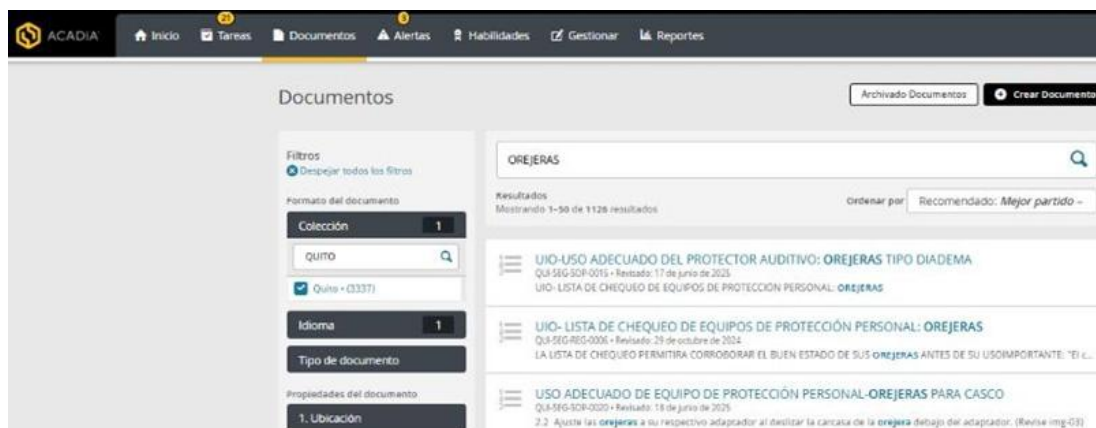 21
3
ACADIA
Inicio
Tareas
Documentos
Alertas
Habilidades
Gestionar
Reportes
Documentos
Archivado Documentos
Crear Documento
Filtros
Despejar todos los filtros
Formato del documento
Colección 1
QUITO
Quito • (3337)
Idioma 1
Tipo de documento
Propiedades del documento
1. Ubicación
OREJERAS
Resultados
Mostrando 1-50 de 1126 resultados
Ordenar por
Recomendado: Mejor partido
UIO-USO ADECUADO DEL PROTECTOR AUDITIVO: OREJERAS TIPO DIADEMA
QUI-SEG-SOP-0015 • Revisado: 17 de junio de 2025
UIO- LISTA DE CHEQUEO DE EQUIPOS DE PROTECCIÓN PERSONAL: OREJERAS
UIO- LISTA DE CHEQUEO DE EQUIPOS DE PROTECCIÓN PERSONAL: OREJERAS
QUI-SEG-REG-0006 • Revisado: 29 de octubre de 2024
LA LISTA DE CHEQUEO PERMITIRA CORROBORAR EL BUEN ESTADO DE SUS OREJERAS ANTES DE SU USOIMPORTANTE: "El c...
USO ADECUADO DE EQUIPO DE PROTECCIÓN PERSONAL-OREJERAS PARA CASCO
QUI-SEG-SOP-0020 • Revisado: 18 de junio de 2025
2.2 Ajuste las orejeras a su respectivo adaptador al deslizar la carcasa de la orejera debajo del adaptador. (Revise img-03)